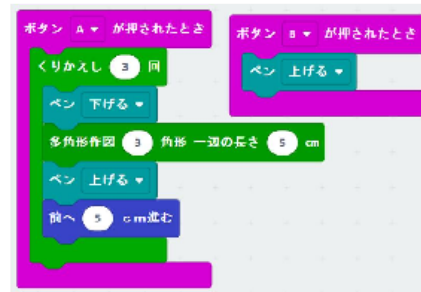 ボタン A が押されたとき
くりかえし 3 回
ペン 下げる
多角形作図 3 角形 一辺の長さ 5 cm
ペン 上げる
前へ 5 cm進む
ボタン B が押されたとき
ペン 上げる